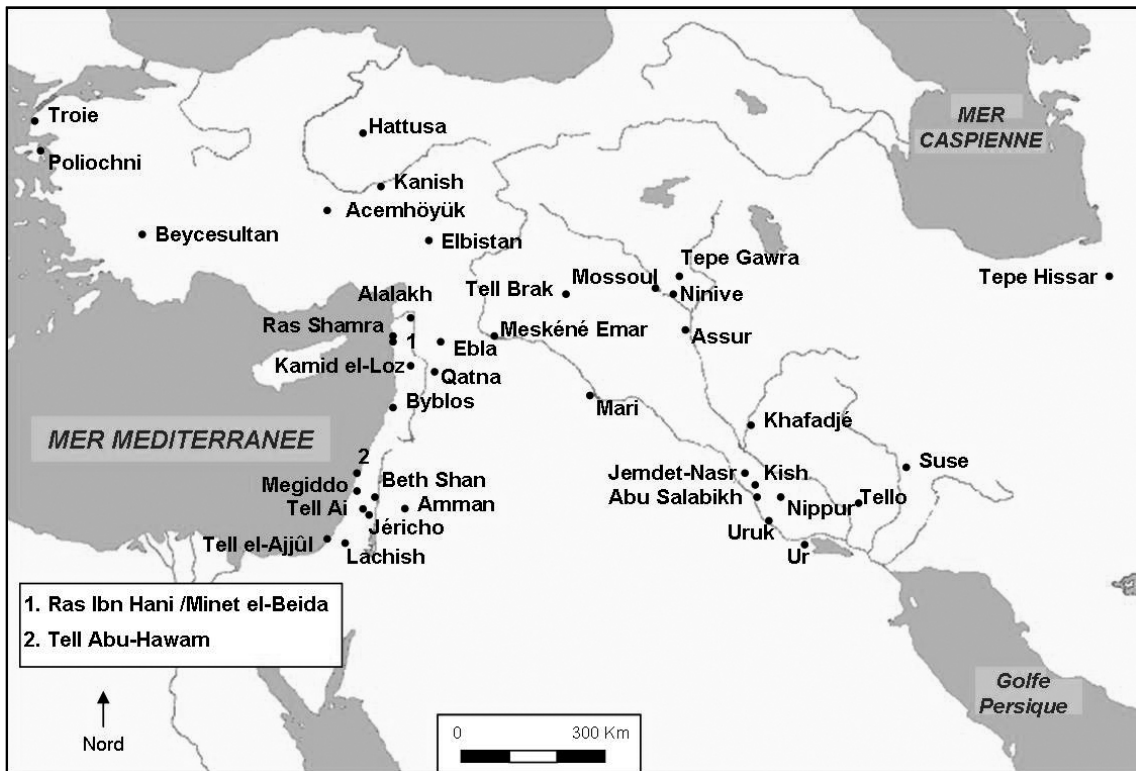 Troie
Poliochni
Hattusa
Kanish
Acemhöyük
Beycesultan
Elbistan
MER
CASPIENNE
Tepe Hissar
Tepe Gawra
Mossoul
Tell Brak
Ninive
Alalakh
Ras Shamra
1
Ebla
Meskéné Emar
Assur
Kamid el-Loz
Qatna
Byblos
Mari
Khafadjé
MER MEDITERRANEE
2
Megiddo
Beth Shan
Tell Ai
Amman
Jéricho
Tell el-Ajjûl
Lachish
Jemdet-Nasr
Kish
Abu Salabikh
Nippur
Tello
Suse
Uruk
Ur
1. Ras Ibn Hani /Minet el-Beida
2. Tell Abu-Hawam
Nord
0 300 Km
Golfe
Persique